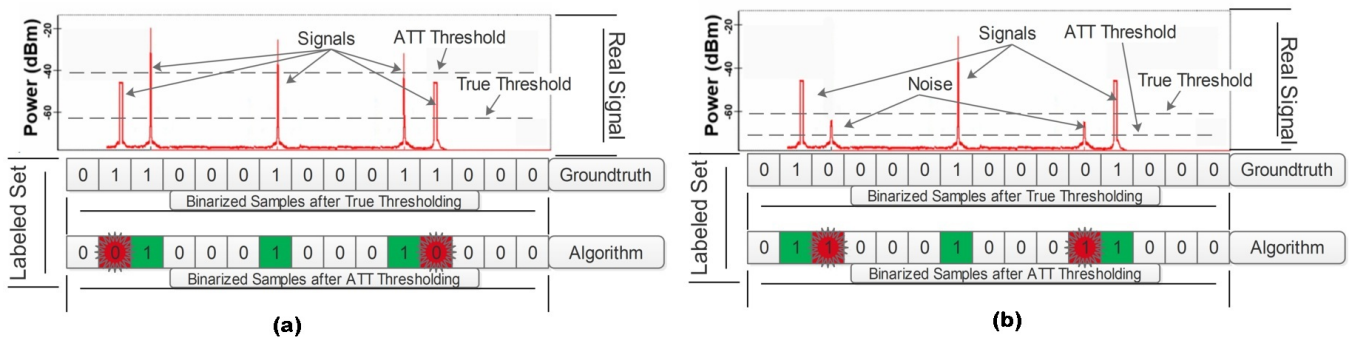 Power (dBm)
-20
-40
-60
Signals
ATT Threshold
True Threshold
Real Signal
Labeled Set
0 1 1 0 0 0 1 0 0 0 1 1 0 0 0 Groundtruth
Binarized Samples after True Thresholding
0 0 1 0 0 0 1 0 0 0 1 0 0 0 0 Algorithm
Binarized Samples after ATT Thresholding
(a)
Power (dBm)
-20
-40
-60
Signals
ATT Threshold
Noise
True Threshold
Real Signal
Labeled Set
0 1 0 0 0 0 1 0 0 0 0 1 0 0 0 Groundtruth
Binarized Samples after True Thresholding
0 1 1 0 0 0 1 0 0 0 1 1 0 0 0 Algorithm
Binarized Samples after ATT Thresholding
(b)